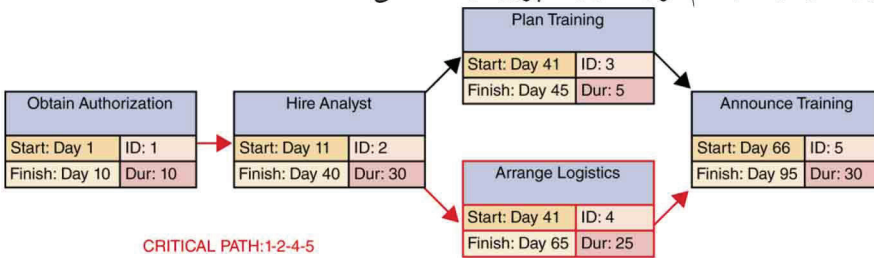 Plan Training
Start: Day 41 ID: 3
Finish: Day 45 Dur: 5
Obtain Authorization
Start: Day 1 ID: 1
Finish: Day 10 Dur: 10
Hire Analyst
Start: Day 11 ID: 2
Finish: Day 40 Dur: 30
Announce Training
Start: Day 66 ID: 5
Finish: Day 95 Dur: 30
Arrange Logistics
Start: Day 41 ID: 4
Finish: Day 65 Dur: 25
CRITICAL PATH:1-2-4-5